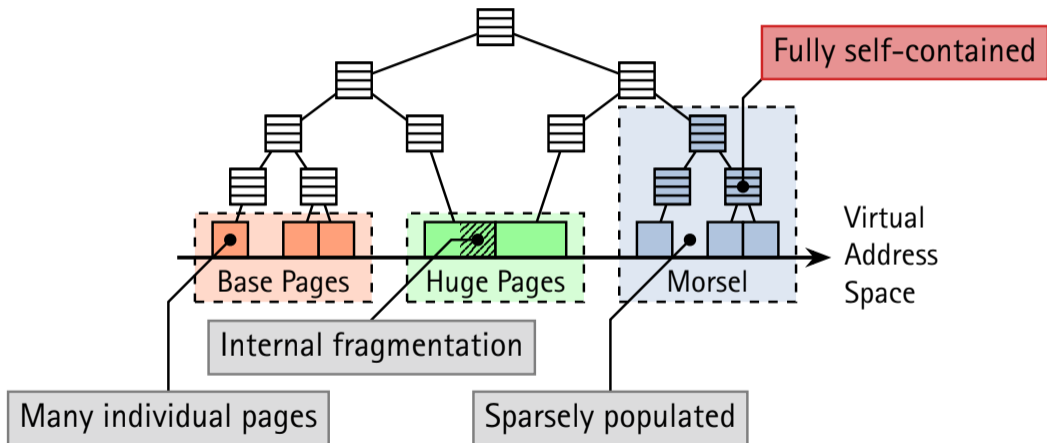 Fully self-contained
Virtual
Address
Space
Base Pages
Huge Pages
Morsel
Internal fragmentation
Many individual pages
Sparsely populated